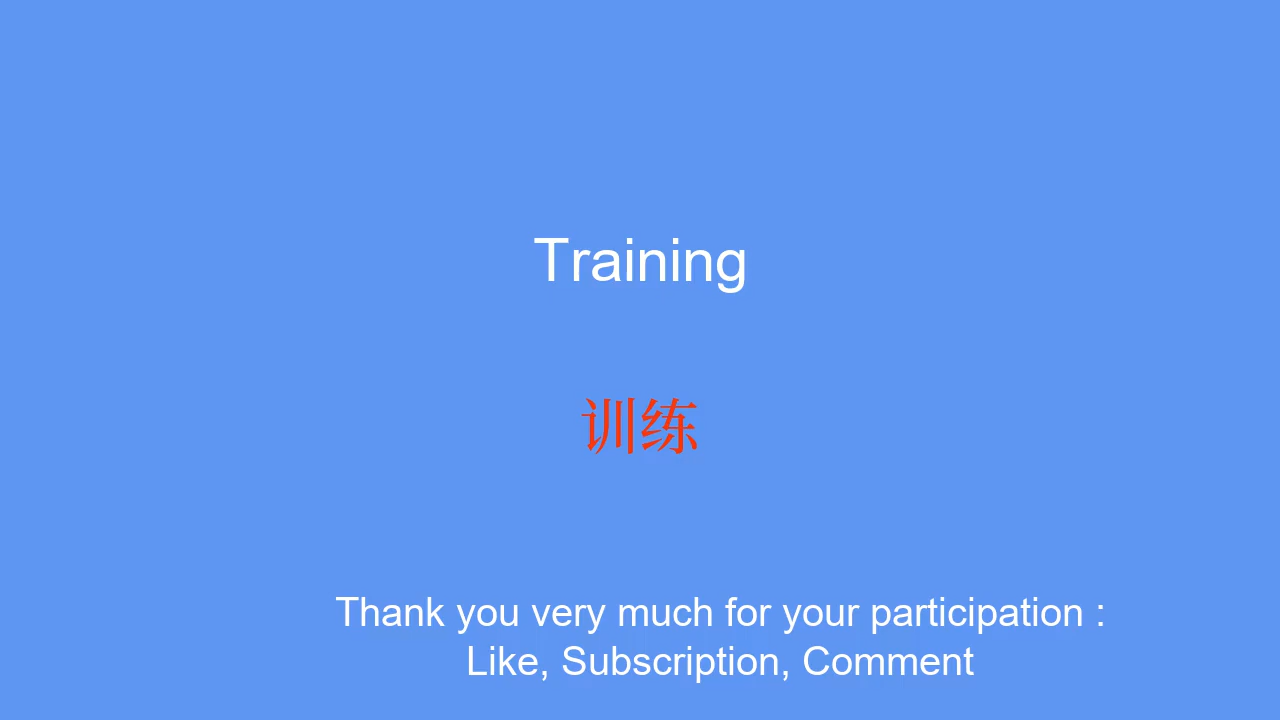 Training
训练
Thank you very much for your participation :
Like, Subscription, Comment